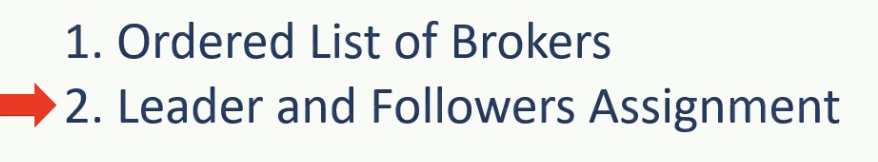 1. Ordered List of Brokers
2. Leader and Followers Assignment